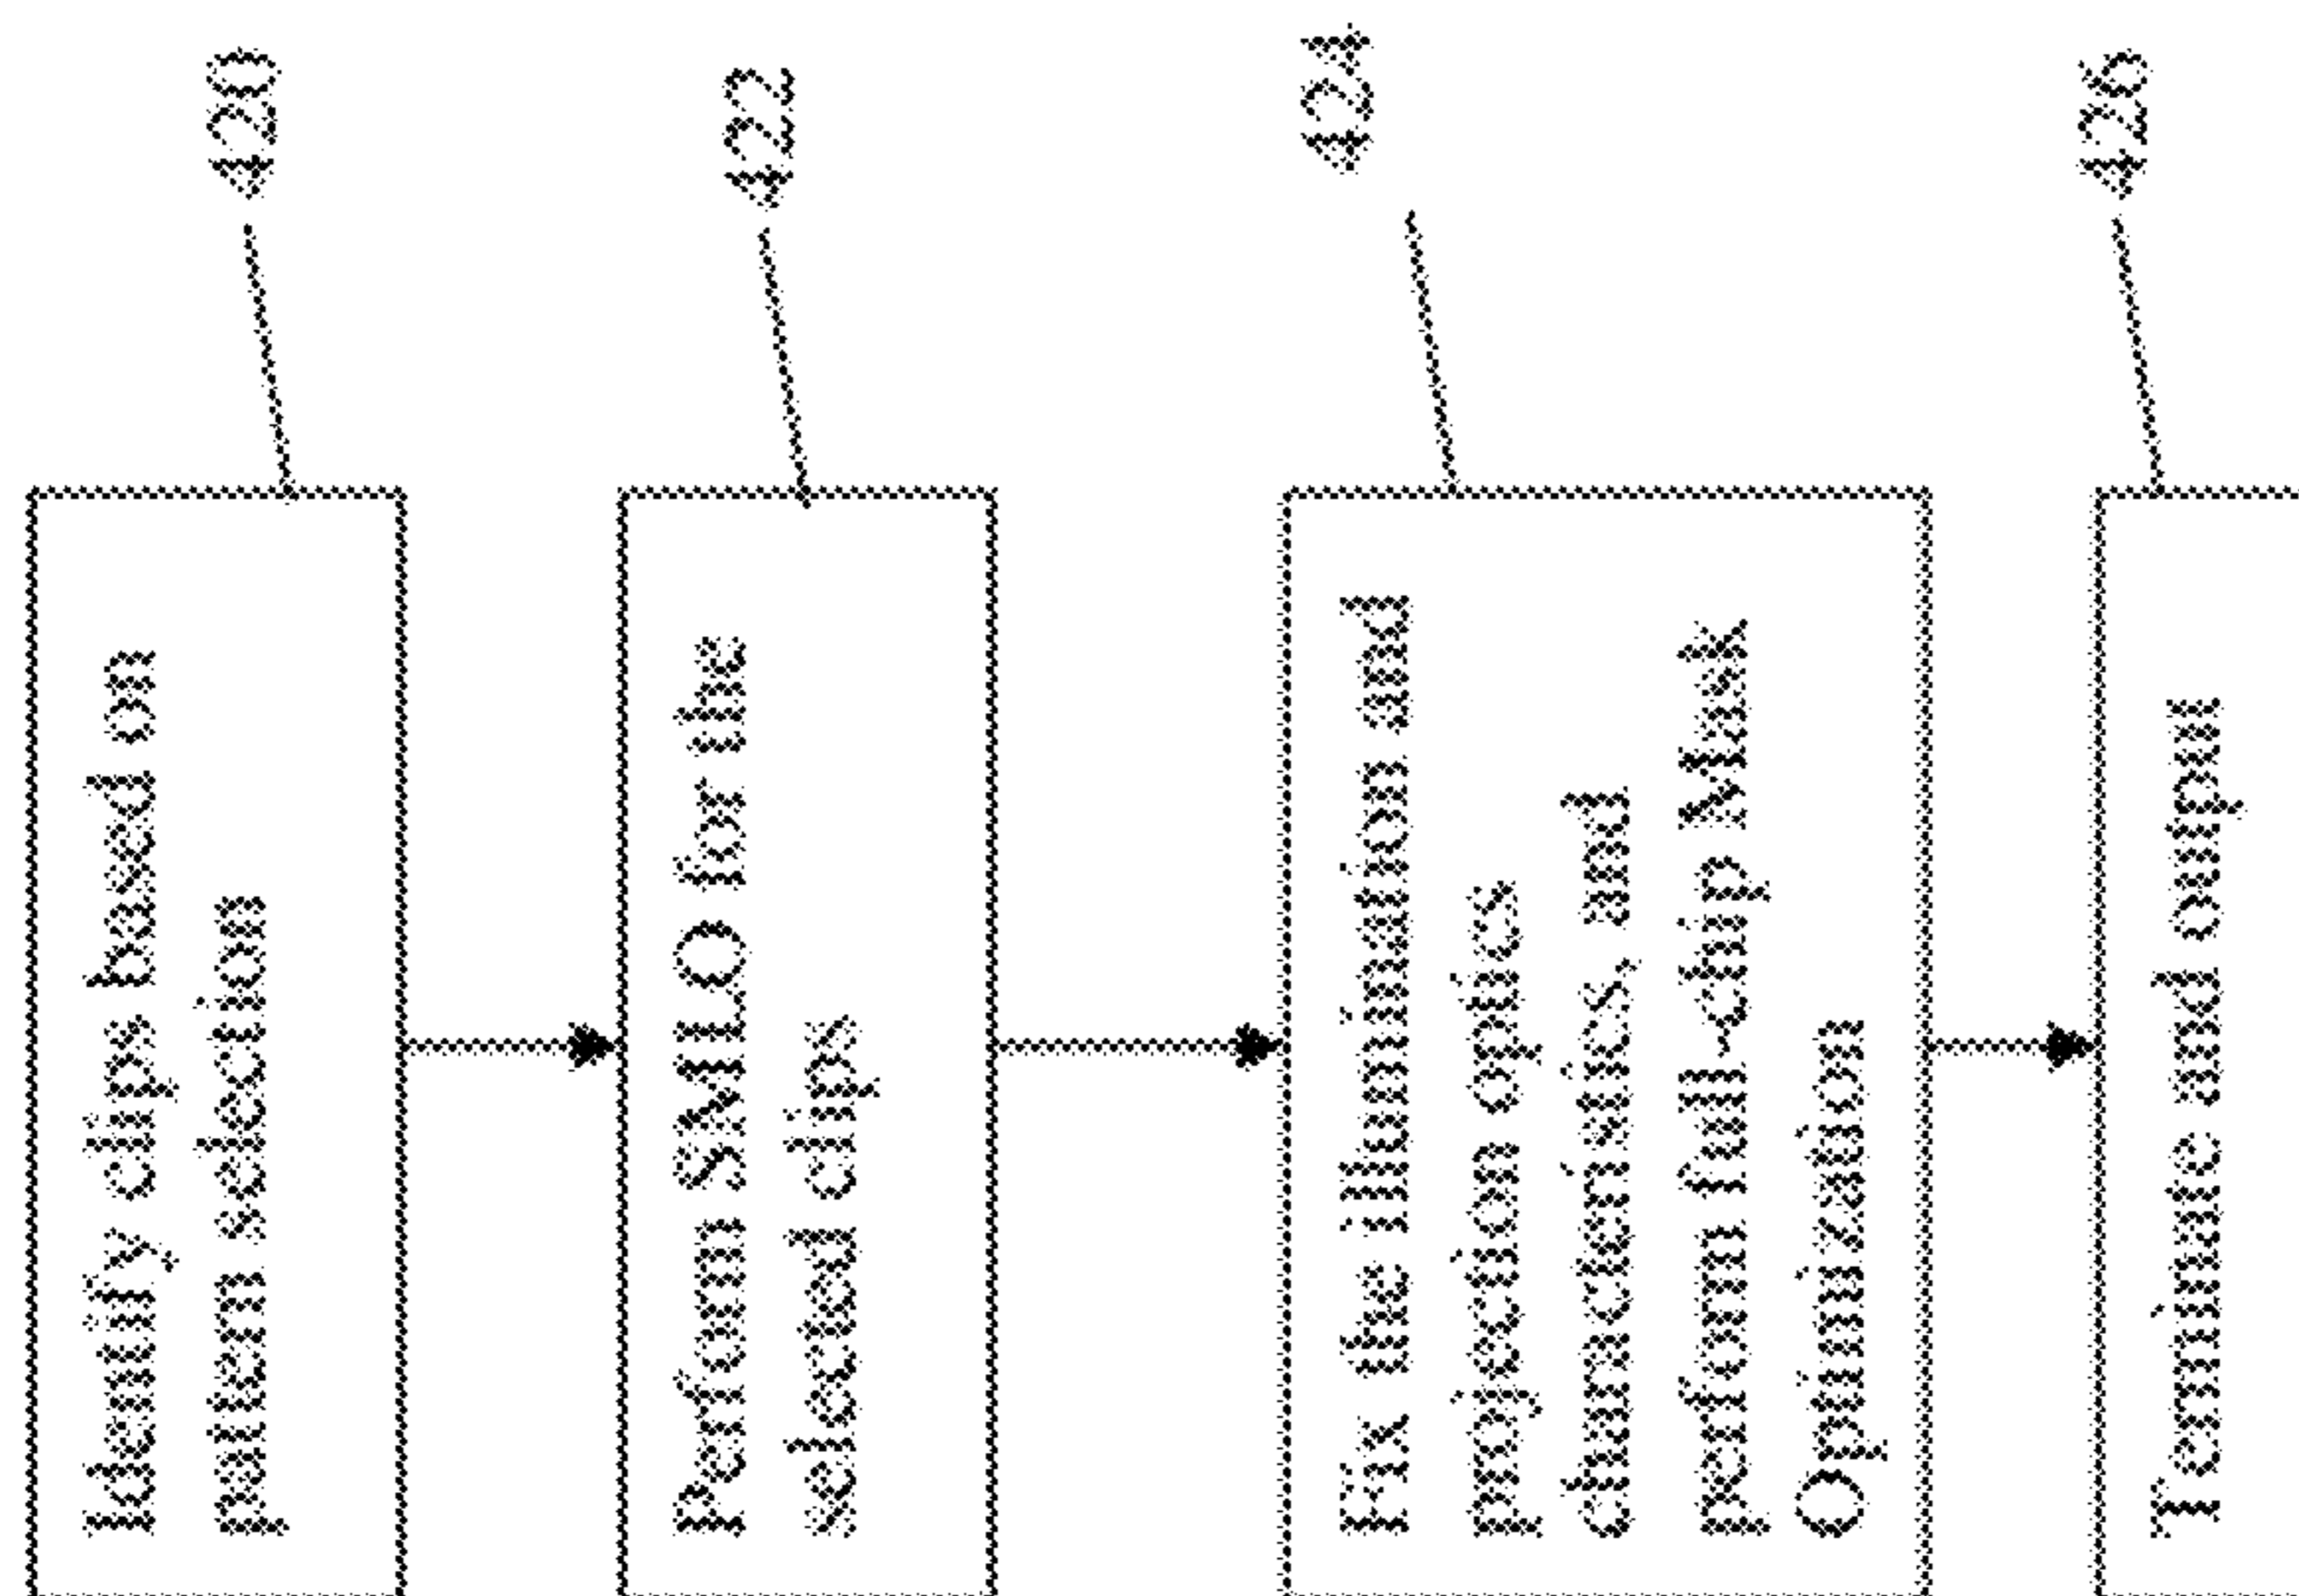 Identify clips based on
pattern selection
420
Perform SMLO for the
selected clips
422
Fix the illumination and
projection optics
characteristics, and
perform full-chip Mask
Optimization
424
Terminate and output
426